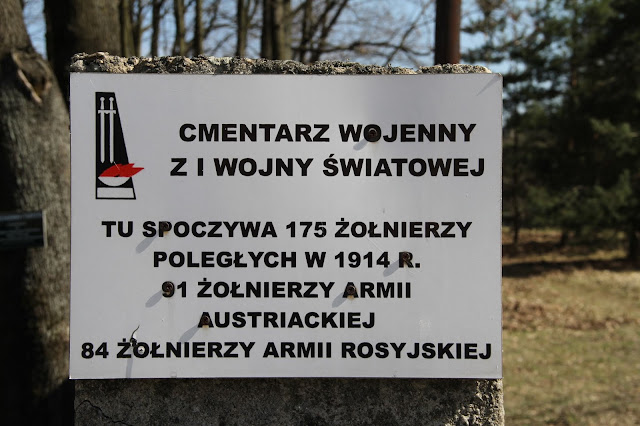 CMENTARZ WOJENNY
Z I WOJNY ŚWIATOWEJ
TU SPOCZYWA 175 ŻOŁNIERZY
POLEGŁYCH W 1914 R.
91 ŻOŁNIERZY ARMII
AUSTRIACKIEJ
84 ŻOŁNIERZY ARMII ROSYJSKIEJ